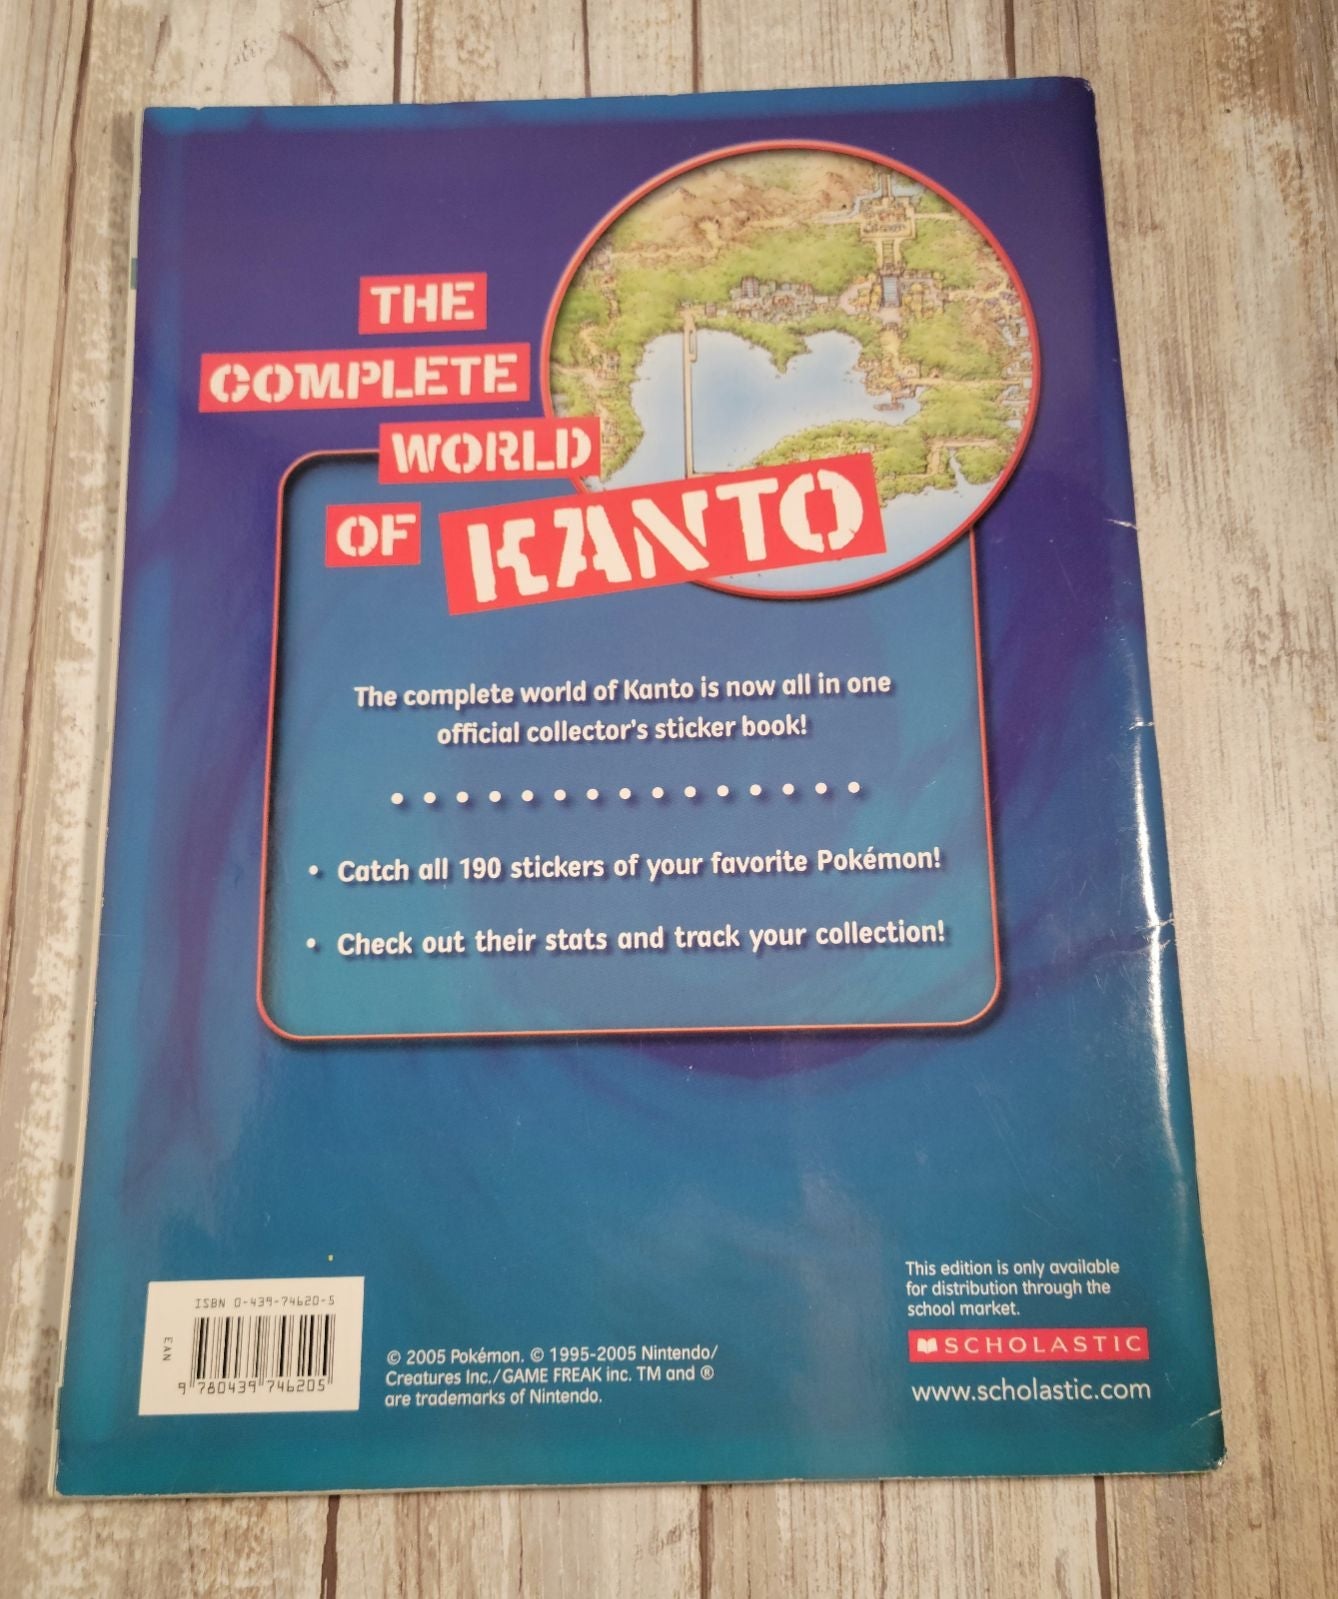 THE
COMPLETE
WORLD
OF KANTO
The complete world of Kanto is now all in one
official collector's sticker book!
• Catch all 190 stickers of your favorite Pokémon!
• Check out their stats and track your collection!
This edition is only available
for distribution through the
school market.
SCHOLASTIC
www.scholastic.com
ISBN 0-439-74620-5
EAN
9 780439 746205
© 2005 Pokémon. © 1995-2005 Nintendo/
Creatures Inc./GAME FREAK inc. TM and ®
are trademarks of Nintendo.